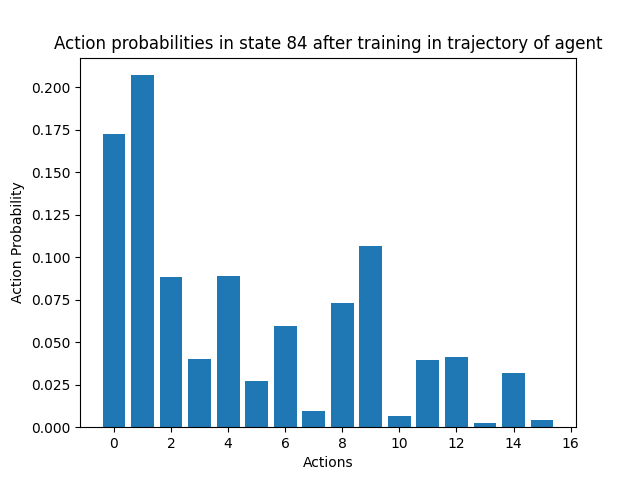 Action probabilities in state 84 after training in trajectory of agent
0.200
0.175
0.150
0.125
0.100
0.075
0.050
0.025
0.000
Action Probability
0 2 4 6 8 10 12 14 16
Actions